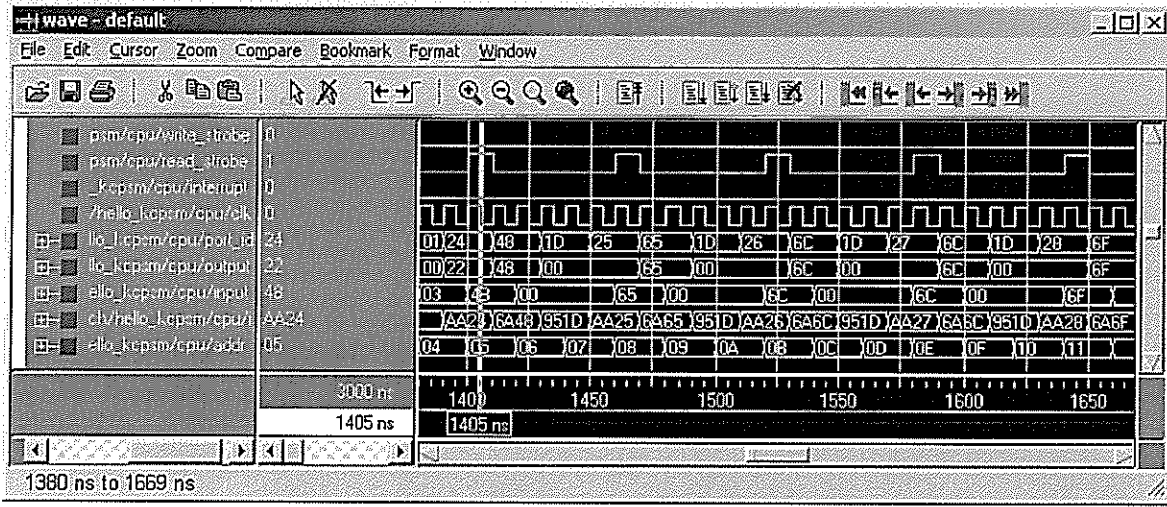 wave - default
File Edit Cursor Zoom Compare Bookmark Format Window
psm/cpu/write_strobe 0
psm/cpu/read_strobe 1
_kcpsm/cpu/interrupt 0
/hello_kcpsm/cpu/clk 0
llo_kcpsm/cpu/port_id 24 01 24 48 1D 25 65 1D 26 6C 1D 27 6C 1D 28 6F
llo_kcpsm/cpu/output 22 00 22 48 00 65 00 6C 00 6C 00 6F
ello_kcpsm/cpu/input 48 03 48 00 65 00 6C 00 6C 00 6F
AA24 AA24 6A48 951D AA25 6A65 951D AA26 6A6C 951D AA27 6A6C 951D AA28 6A6F
ello_kcpsm/cpu/addr 05 04 05 06 07 08 09 0A 0B 0C 0D 0E 0F 10 11
3000 ns 1400 1450 1500 1550 1600 1650
1405 ns 1405 ns
1380 ns to 1669 ns